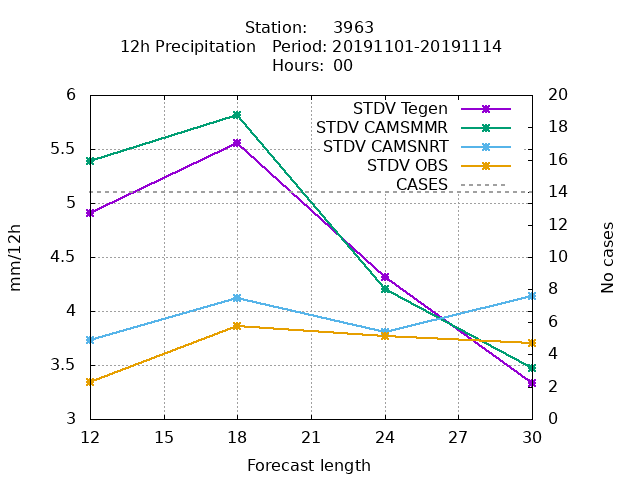 Station: 3963
12h Precipitation Period: 20191101-20191114
Hours: 00
6
5.5
5
4.5
4
3.5
3
20
18
16
14
12
10
8
6
4
2
0
STDV Tegen
STDV CAMSMMR
STDV CAMSNRT
STDV OBS
CASES
mm/12h
No cases
12 15 18 21 24 27 30
Forecast length